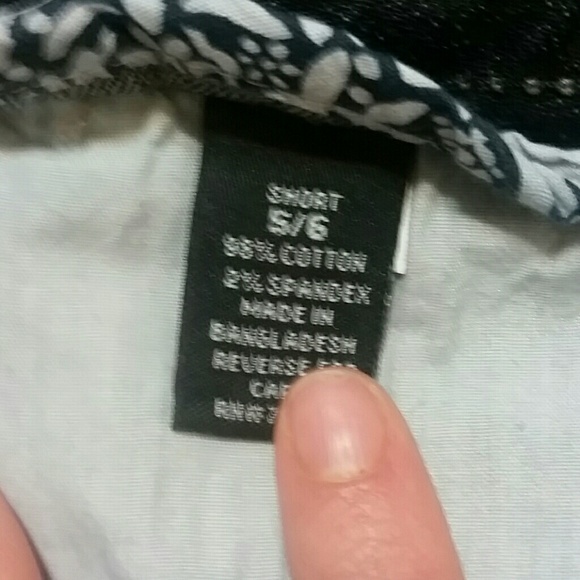 SHORT
5/6
98% COTTON
2% SPANDEX
MADE IN
BANGLADESH
REVERSE